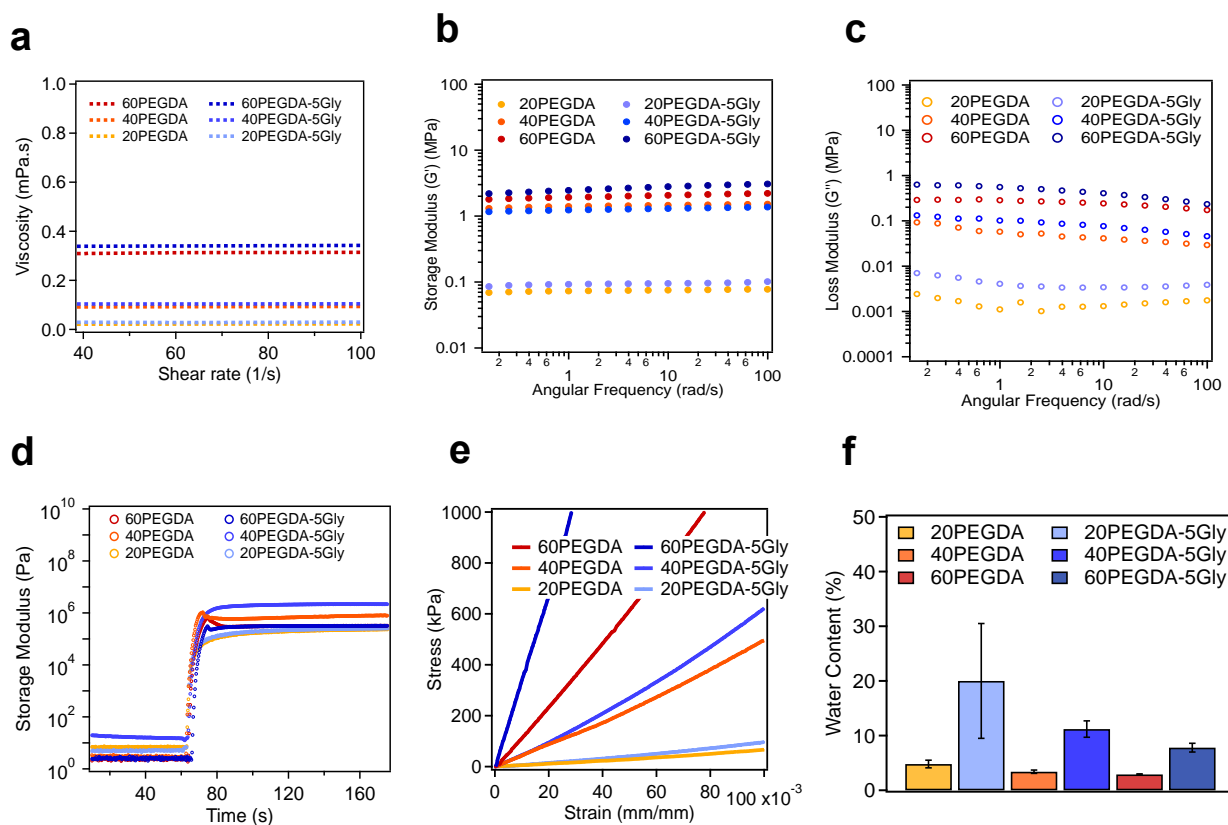 a
1.0
0.8
0.6
0.4
0.2
0.0
Viscosity (mPa.s)
60PEGDA 60PEGDA-5Gly
40PEGDA 40PEGDA-5Gly
20PEGDA 20PEGDA-5Gly
40 60 80 100
Shear rate (1/s)
b
100
10
1
0.1
0.01
Storage Modulus (G') (MPa)
20PEGDA 20PEGDA-5Gly
40PEGDA 40PEGDA-5Gly
60PEGDA 60PEGDA-5Gly
2 4 6 2 4 6 2 4 6
1 10 100
Angular Frequency (rad/s)
c
100
10
1
0.1
0.01
0.001
0.0001
Loss Modulus (G'') (MPa)
20PEGDA 20PEGDA-5Gly
40PEGDA 40PEGDA-5Gly
60PEGDA 60PEGDA-5Gly
2 4 6 2 4 6 2 4 6
1 10 100
Angular Frequency (rad/s)
d
10^10
10^8
10^6
10^4
10^2
10^0
Storage Modulus (Pa)
60PEGDA 60PEGDA-5Gly
40PEGDA 40PEGDA-5Gly
20PEGDA 20PEGDA-5Gly
40 80 120 160
Time (s)
e
1000
800
600
400
200
0
Stress (kPa)
60PEGDA 60PEGDA-5Gly
40PEGDA 40PEGDA-5Gly
20PEGDA 20PEGDA-5Gly
0 20 40 60 80 100 x10^-3
Strain (mm/mm)
f
50
40
30
20
10
0
Water Content (%)
20PEGDA 20PEGDA-5Gly
40PEGDA 40PEGDA-5Gly
60PEGDA 60PEGDA-5Gly